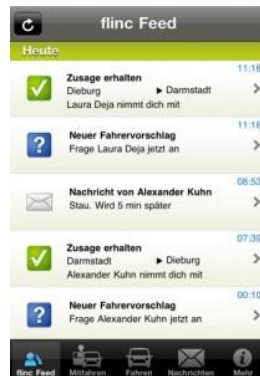 flinc Feed
Heute
11:18
Zusage erhalten
Dieburg ▸ Darmstadt
Laura Deja nimmt dich mit
11:16
Neuer Fahrervorschlag
Frage Laura Deja jetzt an
08:53
Nachricht von Alexander Kuhn
Stau. Wird 5 min später
07:39
Zusage erhalten
Darmstadt ▸ Dieburg
Alexander Kuhn nimmt dich mit
00:10
Neuer Fahrervorschlag
Frage Alexander Kuhn jetzt an
flinc Feed Mitfahren Fahren Nachrichten Mehr